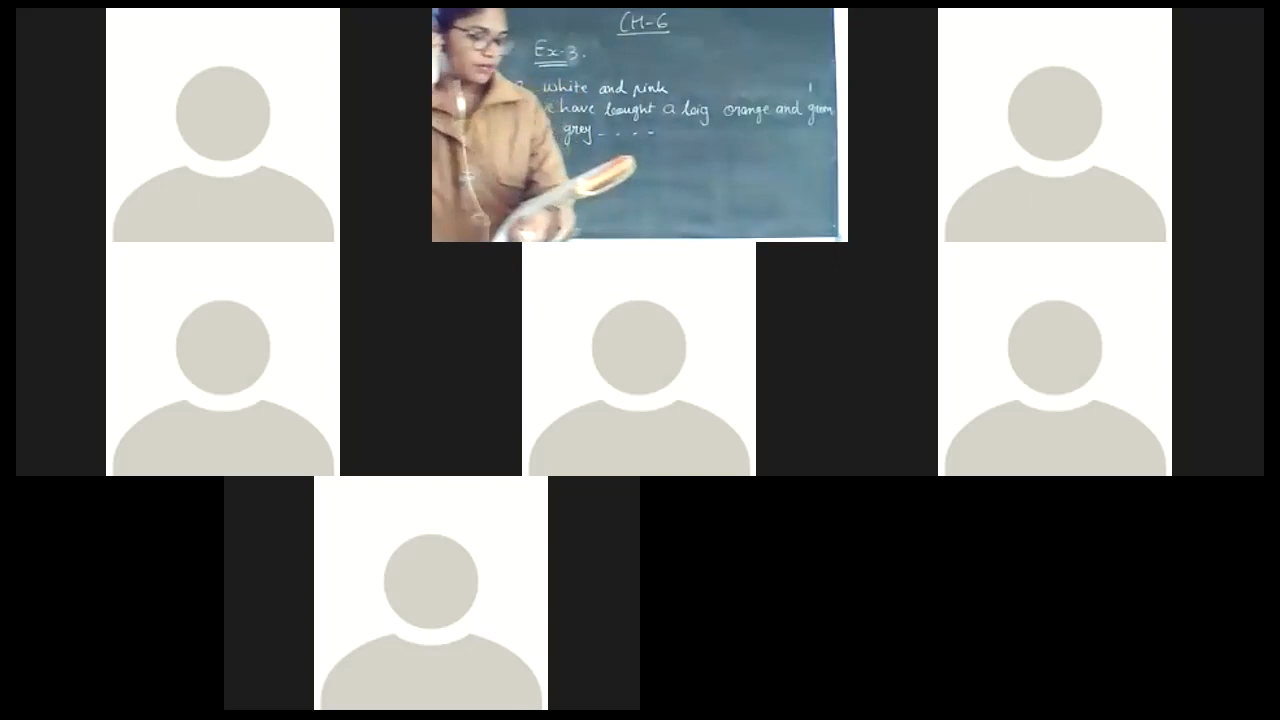 CH-6
Ex-3.
white and pink
have bought a big orange and green
grey - - - -